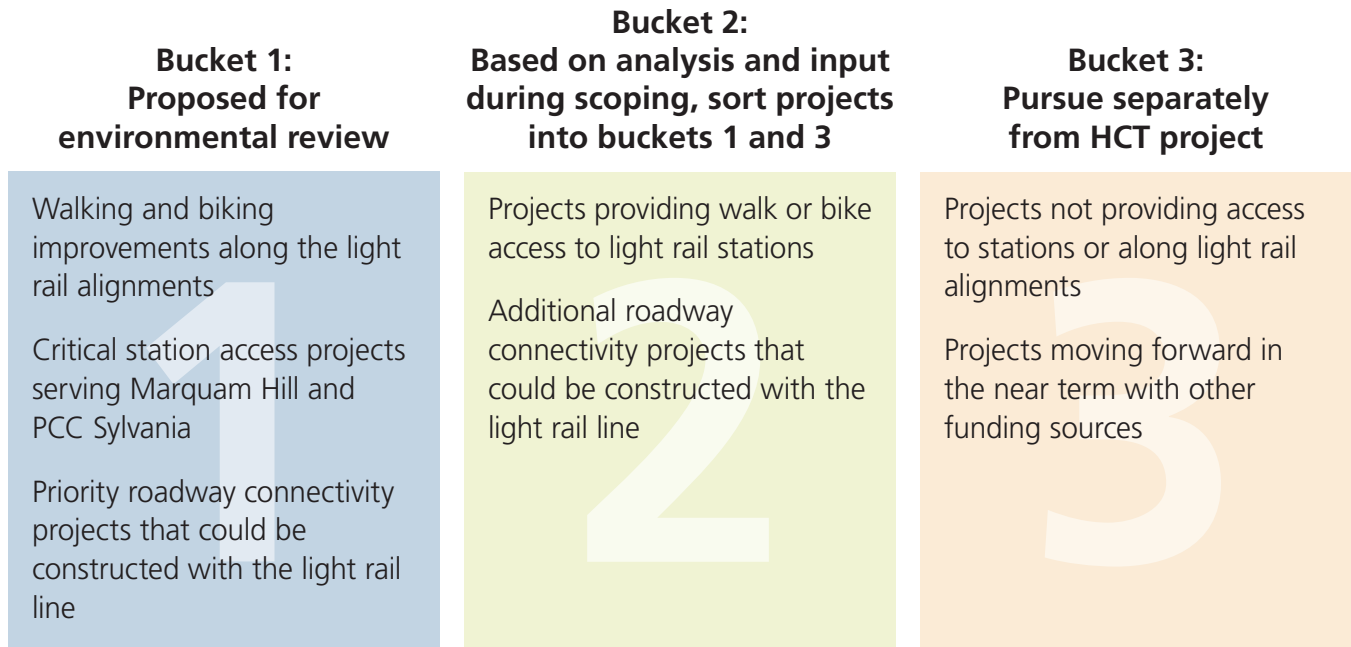 Bucket 1:
Proposed for
environmental review
Walking and biking
improvements along the light
rail alignments
Critical station access projects
serving Marquam Hill and
PCC Sylvania
Priority roadway connectivity
projects that could be
constructed with the light rail
line
1
Bucket 2:
Based on analysis and input
during scoping, sort projects
into buckets 1 and 3
Projects providing walk or bike
access to light rail stations
Additional roadway
connectivity projects that
could be constructed with the
light rail line
2
Bucket 3:
Pursue separately
from HCT project
Projects not providing access
to stations or along light rail
alignments
Projects moving forward in
the near term with other
funding sources
3